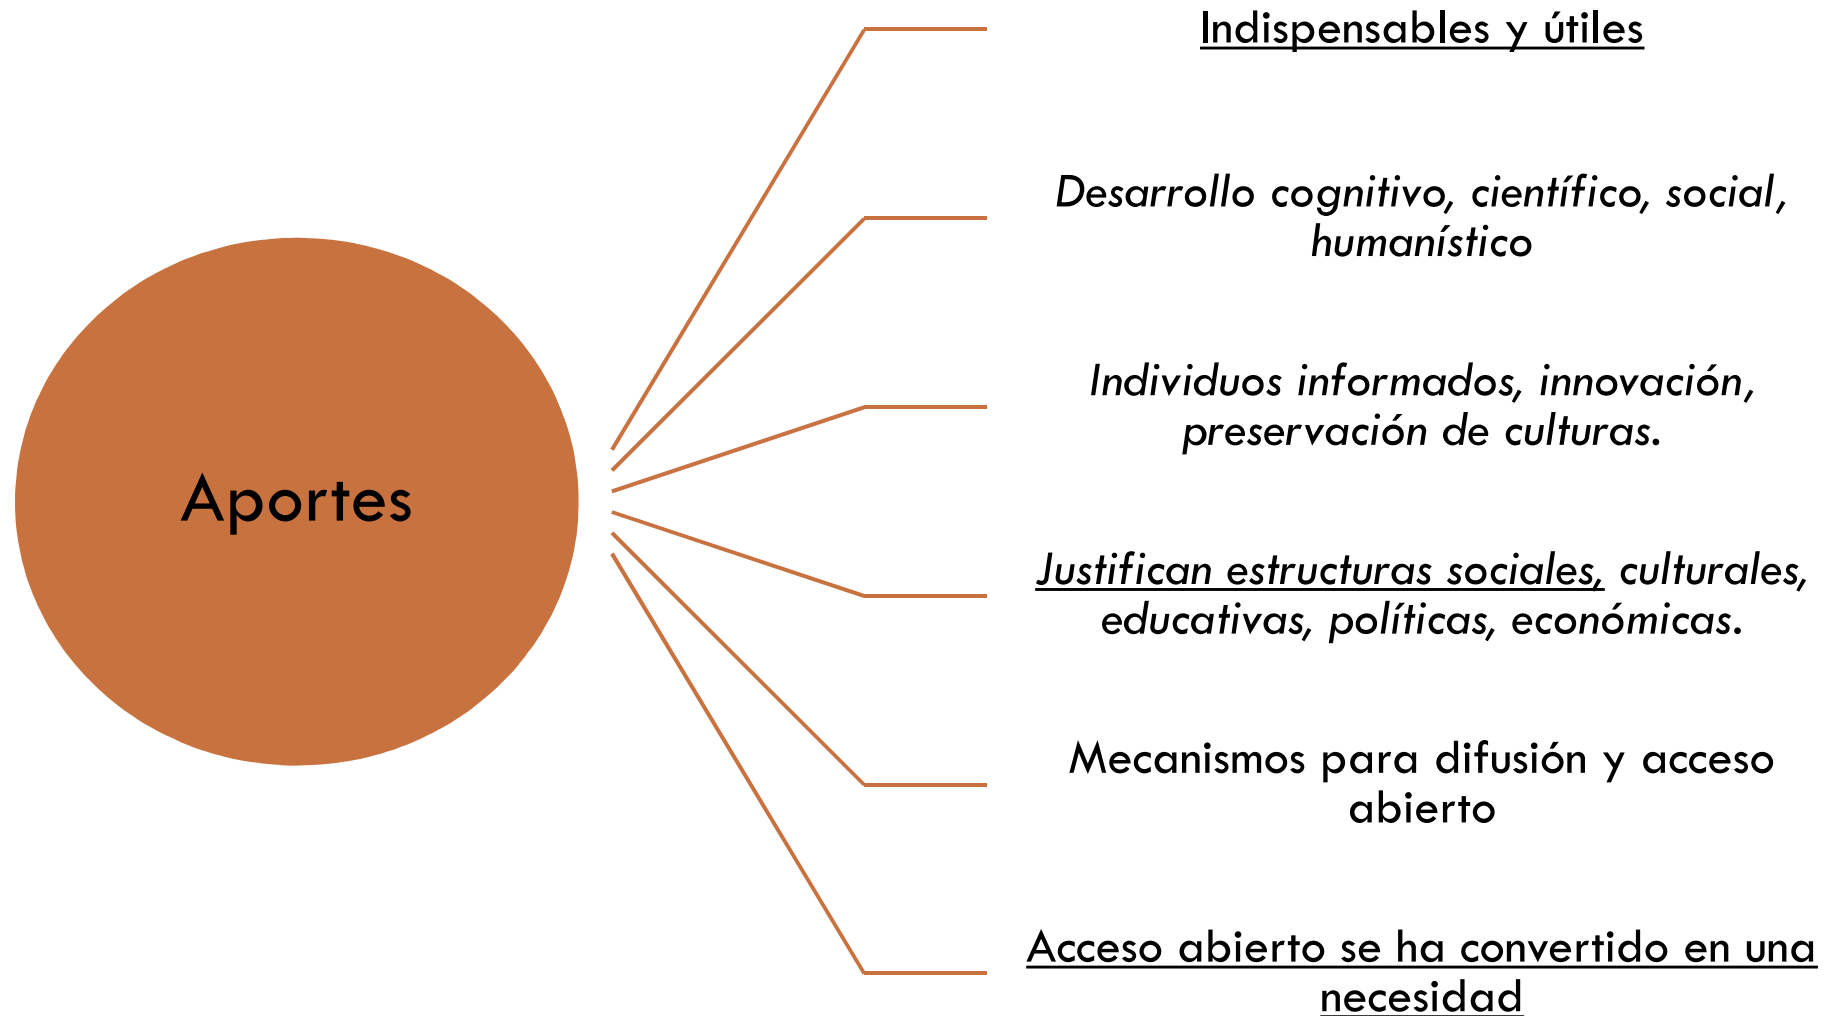 Aportes
Indispensables y útiles
Desarrollo cognitivo, científico, social,
humanístico
Individuos informados, innovación,
preservación de culturas.
Justifican estructuras sociales, culturales,
educativas, políticas, económicas.
Mecanismos para difusión y acceso
abierto
Acceso abierto se ha convertido en una
necesidad